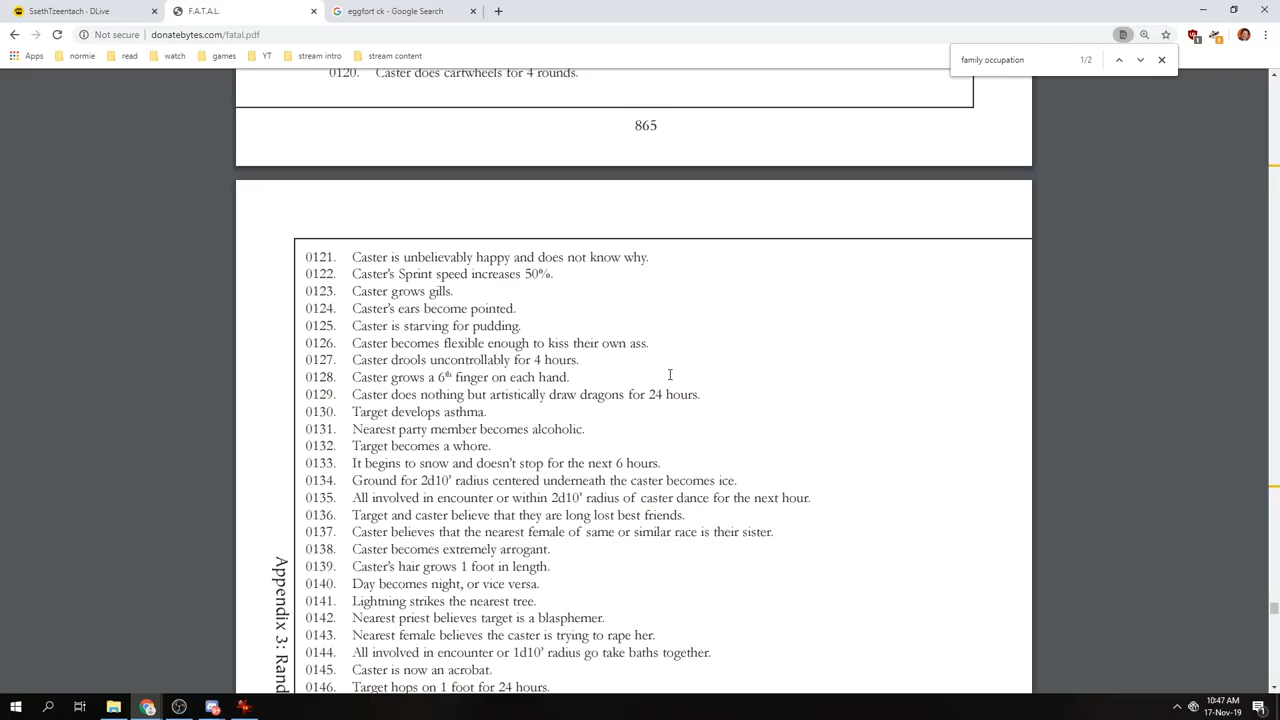 SsethTzeentach - DLive
F.A.T.A.L.
eggfort ck - Google Search
Not secure | donatebytes.com/fatal.pdf
Apps normie read watch games YT stream intro stream content
family occupation 1/2
0120. Caster does cartwheels for 4 rounds.
865
0121. Caster is unbelievably happy and does not know why.
0122. Caster's Sprint speed increases 50%.
0123. Caster grows gills.
0124. Caster's ears become pointed.
0125. Caster is starving for pudding.
0126. Caster becomes flexible enough to kiss their own ass.
0127. Caster drools uncontrollably for 4 hours.
0128. Caster grows a 6th finger on each hand.
0129. Caster does nothing but artistically draw dragons for 24 hours.
0130. Target develops asthma.
0131. Nearest party member becomes alcoholic.
0132. Target becomes a whore.
0133. It begins to snow and doesn't stop for the next 6 hours.
0134. Ground for 2d10' radius centered underneath the caster becomes ice.
0135. All involved in encounter or within 2d10' radius of caster dance for the next hour.
0136. Target and caster believe that they are long lost best friends.
0137. Caster believes that the nearest female of same or similar race is their sister.
0138. Caster becomes extremely arrogant.
0139. Caster's hair grows 1 foot in length.
0140. Day becomes night, or vice versa.
0141. Lightning strikes the nearest tree.
0142. Nearest priest believes target is a blasphemer.
0143. Nearest female believes the caster is trying to rape her.
0144. All involved in encounter or 1d10' radius go take baths together.
0145. Caster is now an acrobat.
0146. Target hops on 1 foot for 24 hours.
Appendix 3: Rand
10:47 AM
17-Nov-19